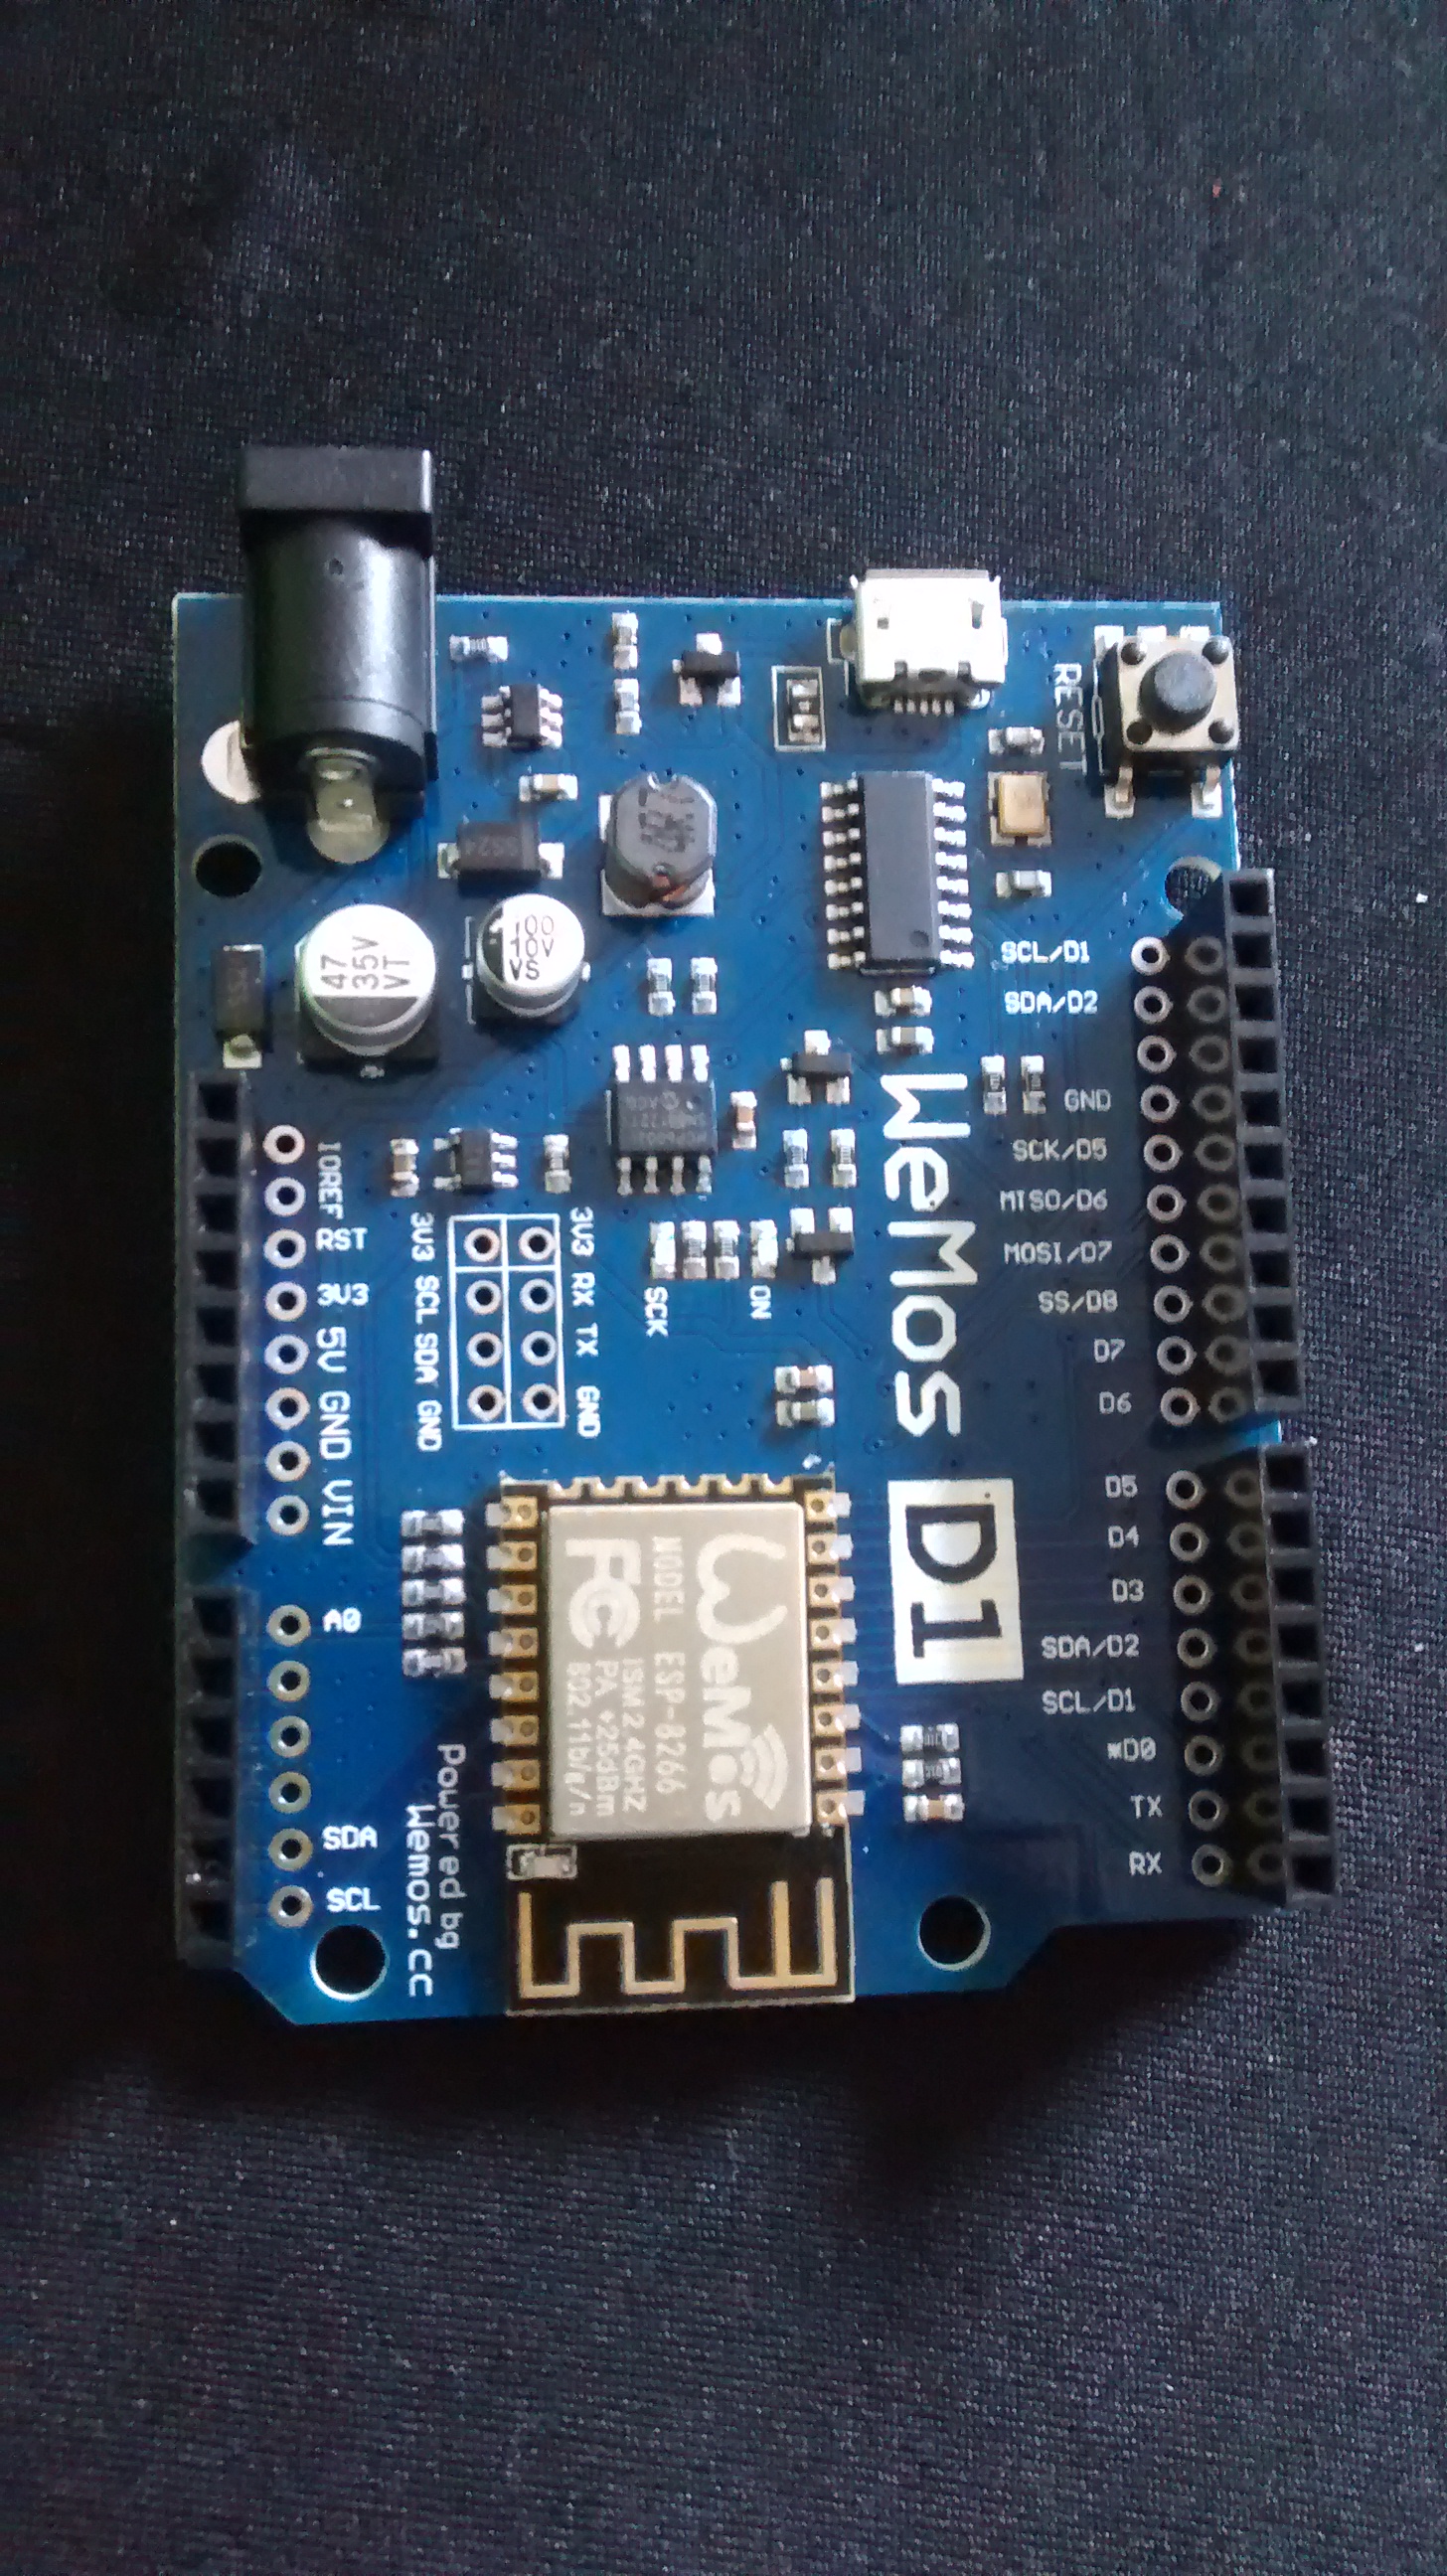 RESET
47
35V
VT
100
10V
VS
SS24
SCL/D1
SDA/D2
GND
SCK/D5
MISO/D6
MOSI/D7
SS/D8
D7
D6
D5
D4
D3
SDA/D2
SCL/D1
*D0
TX
RX
IOREF
RST
3V3
5V
GND
VIN
A0
SDA
SCL
3V3 SCL SDA GND
3V3 RX TX GND
SCK
ON
WeMos
D1
WeMos
MODEL ESP-8266
ISM 2.4GHZ
PA +25dBm
802.11b/g/n
FC
Powered by
Wemos.cc